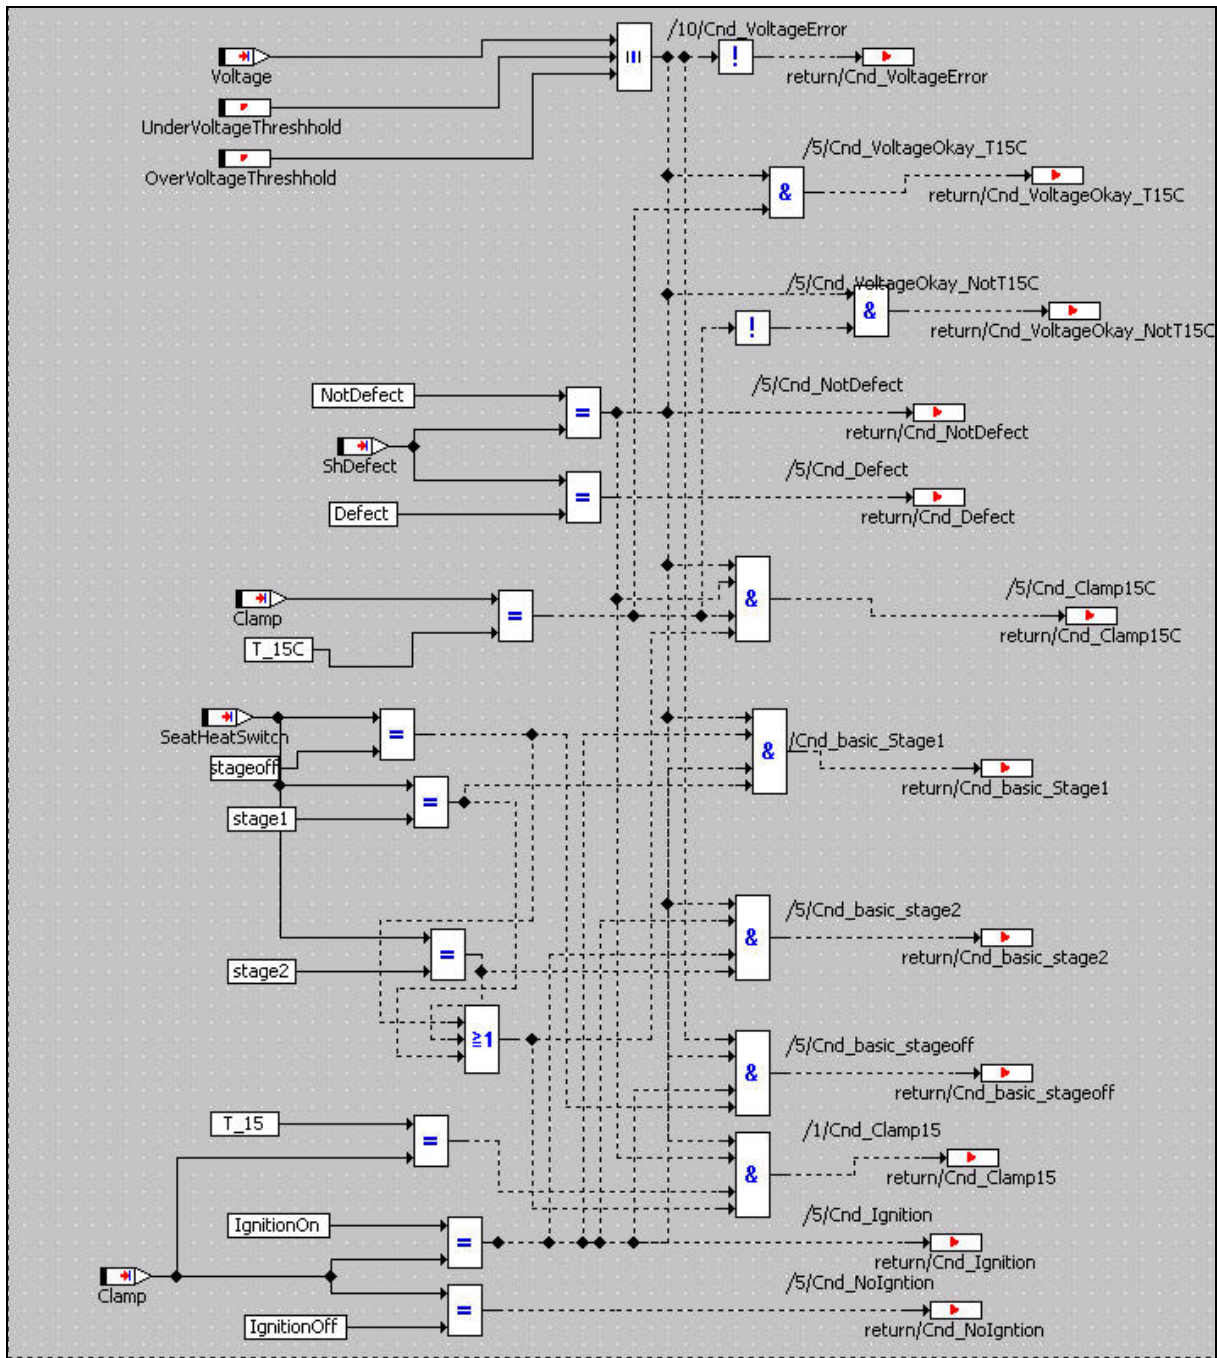 /10/Cnd_VoltageError
!
Voltage
return/Cnd_VoltageError
UnderVoltageThreshhold
OverVoltageThreshhold
/5/Cnd_VoltageOkay_T15C
&
return/Cnd_VoltageOkay_T15C
/5/Cnd_VoltageOkay_NotT15C
&
!
return/Cnd_VoltageOkay_NotT15C
NotDefect
=
/5/Cnd_NotDefect
return/Cnd_NotDefect
ShDefect
/5/Cnd_Defect
=
Defect
return/Cnd_Defect
/5/Cnd_Clamp15C
&
Clamp
=
return/Cnd_Clamp15C
T_15C
SeatHeatSwitch
=
/Cnd_basic_Stage1
&
stageoff
return/Cnd_basic_Stage1
=
stage1
/5/Cnd_basic_stage2
&
=
return/Cnd_basic_stage2
stage2
≥1
/5/Cnd_basic_stageoff
&
return/Cnd_basic_stageoff
T_15
=
/1/Cnd_Clamp15
&
return/Cnd_Clamp15
IgnitionOn
=
/5/Cnd_Ignition
return/Cnd_Ignition
Clamp
/5/Cnd_NoIgntion
=
IgnitionOff
return/Cnd_NoIgntion